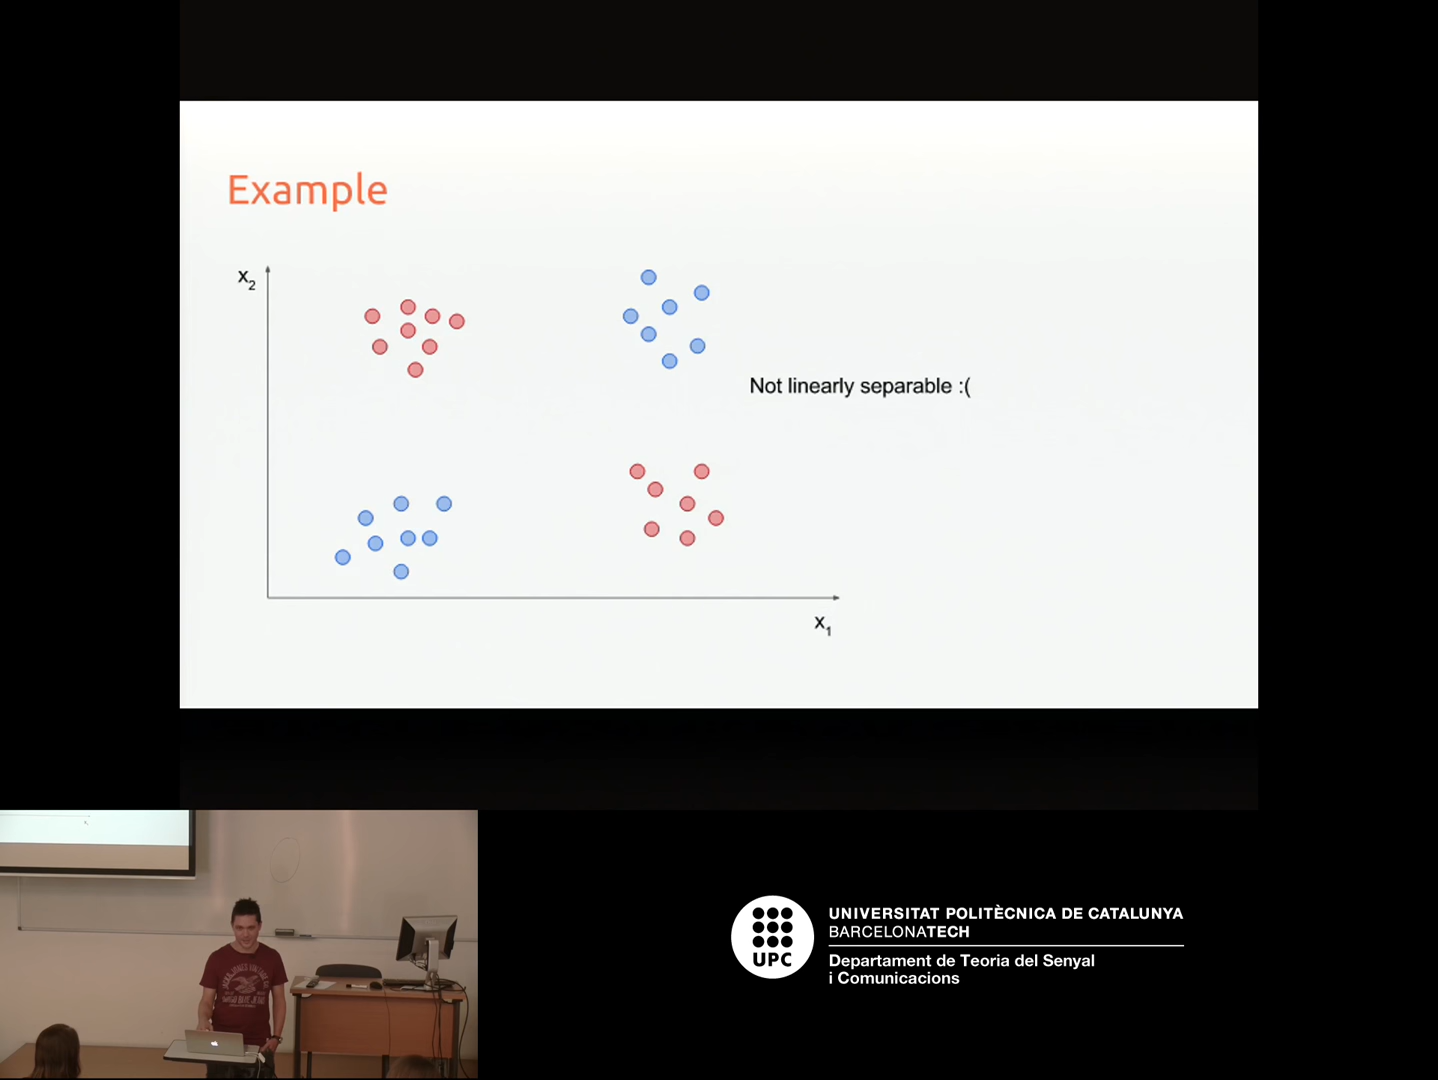 Example
x2
Not linearly separable :(
x1
UNIVERSITAT POLITÈCNICA DE CATALUNYA
BARCELONATECH
UPC
Departament de Teoria del Senyal
i Comunicacions